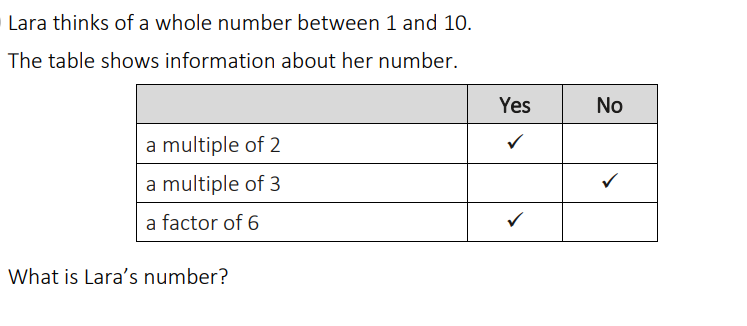 Lara thinks of a whole number between 1 and 10.
The table shows information about her number.
Yes No
a multiple of 2 ✓
a multiple of 3 ✓
a factor of 6 ✓
What is Lara’s number?